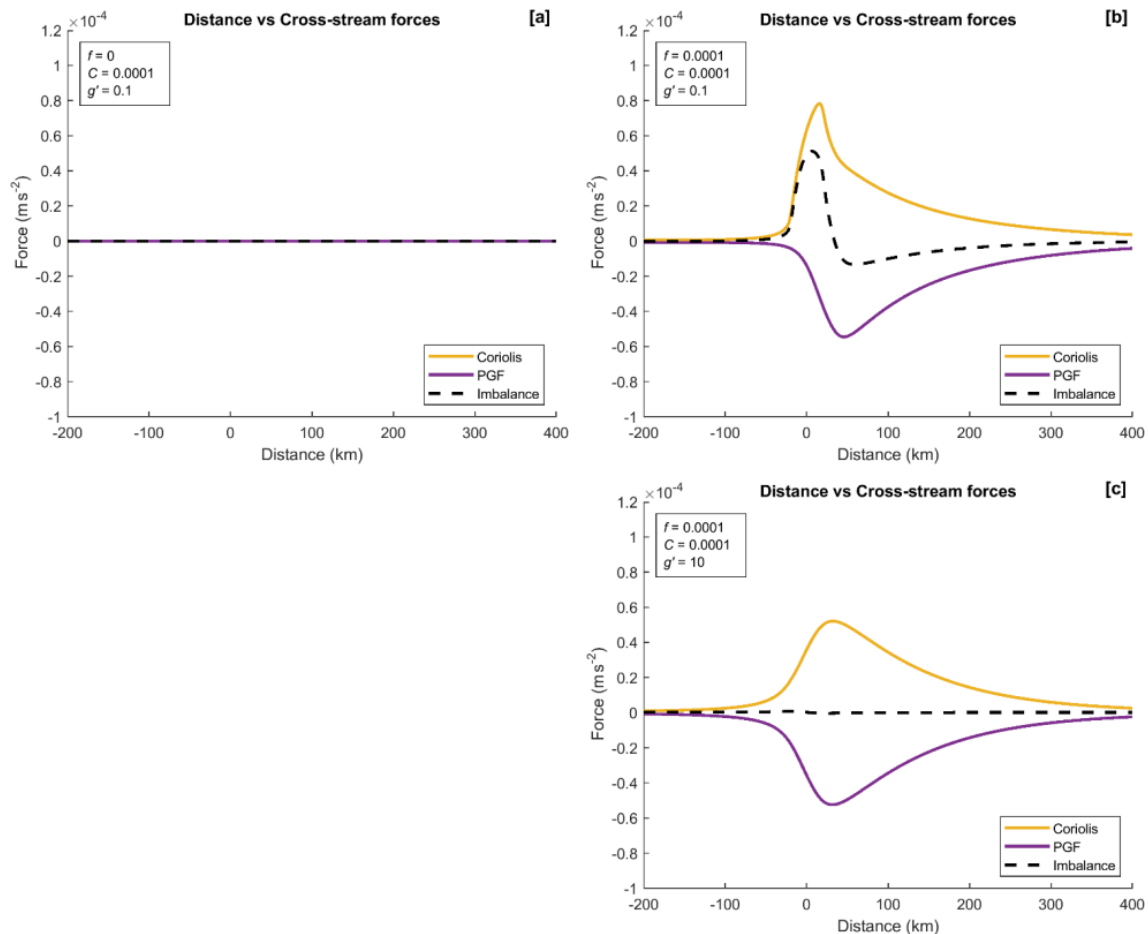 Distance vs Cross-stream forces [a]
×10⁻⁴
f = 0
C = 0.0001
g' = 0.1
1.2
1
0.8
0.6
0.4
0.2
0
-0.2
-0.4
-0.6
-0.8
-1
Force (m s⁻²)
Coriolis
PGF
Imbalance
-200 -100 0 100 200 300 400
Distance (km)
Distance vs Cross-stream forces [b]
×10⁻⁴
f = 0.0001
C = 0.0001
g' = 0.1
1.2
1
0.8
0.6
0.4
0.2
0
-0.2
-0.4
-0.6
-0.8
-1
Force (m s⁻²)
Coriolis
PGF
Imbalance
-200 -100 0 100 200 300 400
Distance (km)
Distance vs Cross-stream forces [c]
×10⁻⁴
f = 0.0001
C = 0.0001
g' = 10
1.2
1
0.8
0.6
0.4
0.2
0
-0.2
-0.4
-0.6
-0.8
-1
Force (m s⁻²)
Coriolis
PGF
Imbalance
-200 -100 0 100 200 300 400
Distance (km)